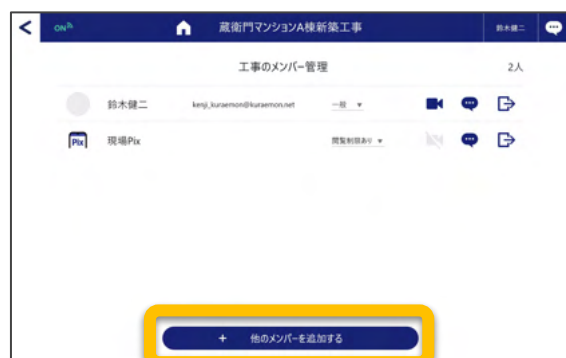 ON
蔵衛門マンションA棟新築工事
鈴木健二
工事のメンバー管理
2人
鈴木健二 kenji_kuraemon@kuraemon.net 一般
Pix 現場Pix 閲覧制限あり
+ 他のメンバーを追加する